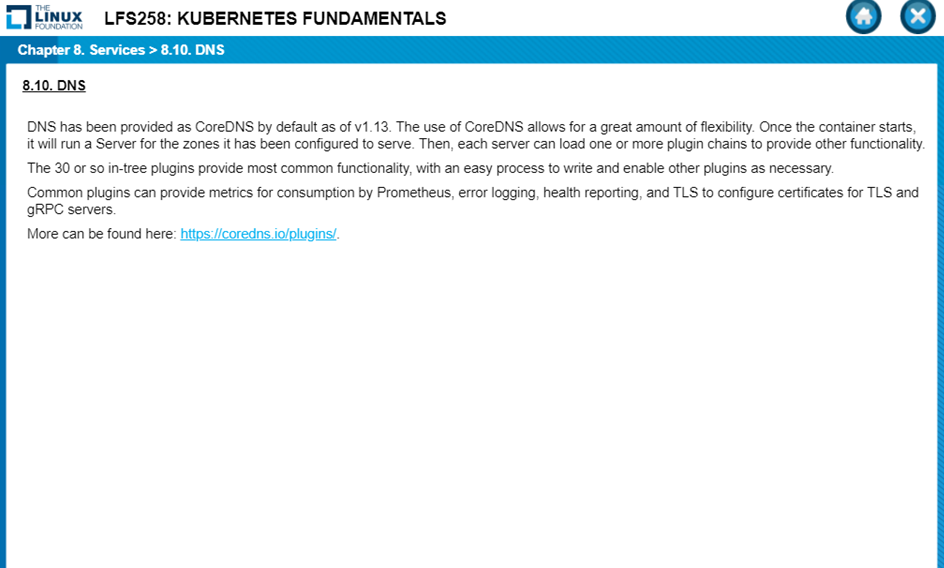 THE
LINUX
FOUNDATION
LFS258: KUBERNETES FUNDAMENTALS
Chapter 8. Services > 8.10. DNS
8.10. DNS
DNS has been provided as CoreDNS by default as of v1.13. The use of CoreDNS allows for a great amount of flexibility. Once the container starts,
it will run a Server for the zones it has been configured to serve. Then, each server can load one or more plugin chains to provide other functionality.
The 30 or so in-tree plugins provide most common functionality, with an easy process to write and enable other plugins as necessary.
Common plugins can provide metrics for consumption by Prometheus, error logging, health reporting, and TLS to configure certificates for TLS and
gRPC servers.
More can be found here: https://coredns.io/plugins/.